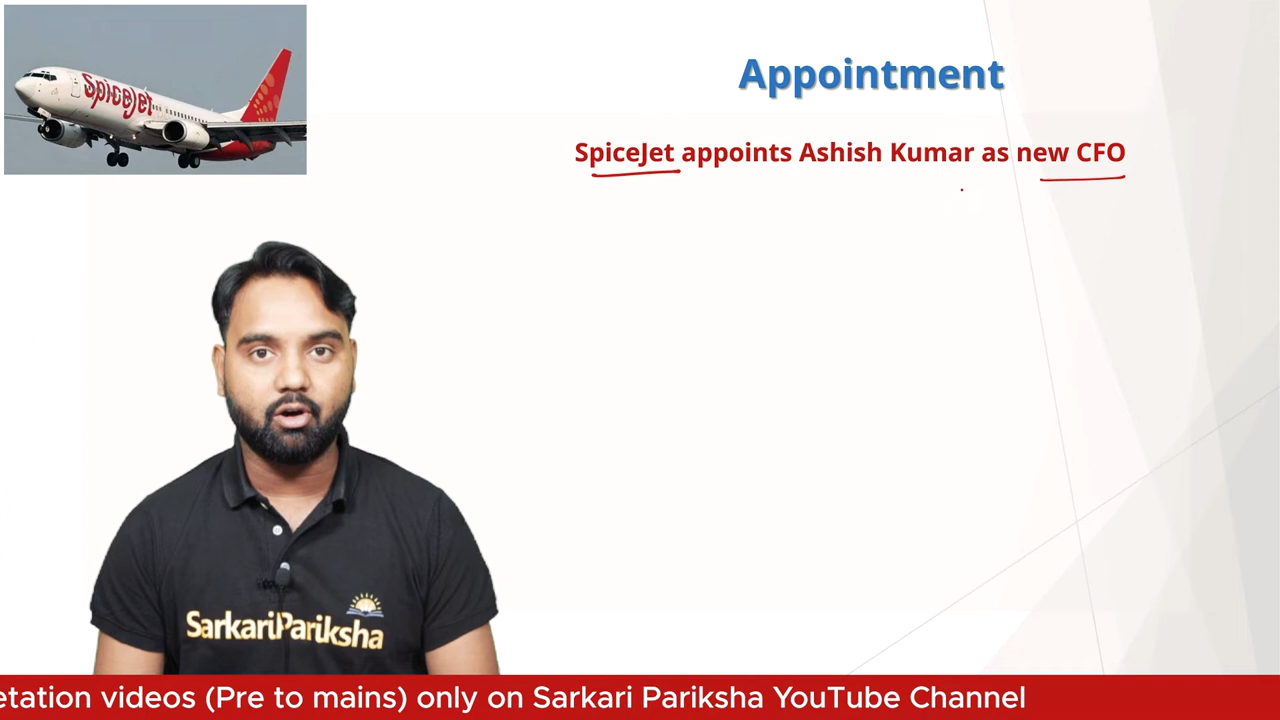 SpiceJet
Appointment
SpiceJet appoints Ashish Kumar as new CFO
SarkariPariksha
etation videos (Pre to mains) only on Sarkari Pariksha YouTube Channel